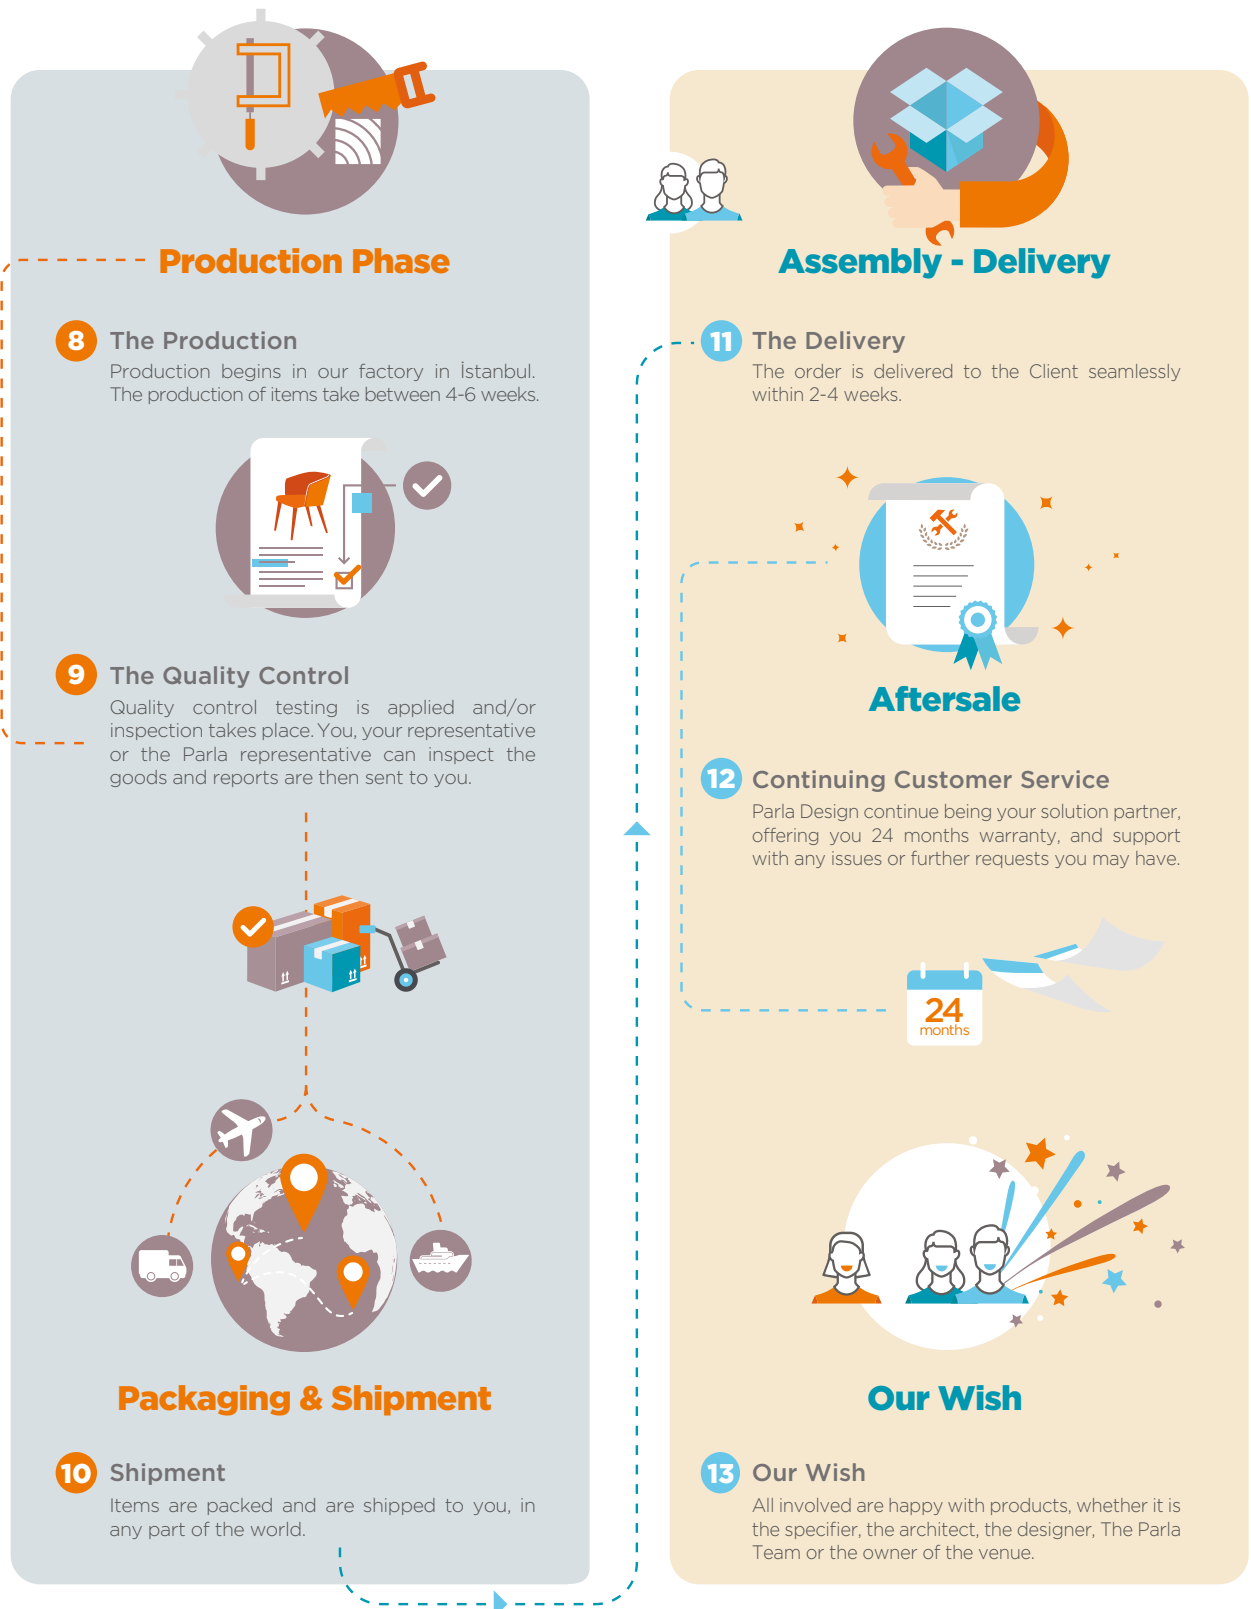 Production Phase
8 The Production
Production begins in our factory in İstanbul.
The production of items take between 4-6 weeks.
9 The Quality Control
Quality control testing is applied and/or
inspection takes place. You, your representative
or the Parla representative can inspect the
goods and reports are then sent to you.
Packaging & Shipment
10 Shipment
Items are packed and are shipped to you, in
any part of the world.
Assembly - Delivery
11 The Delivery
The order is delivered to the Client seamlessly
within 2-4 weeks.
Aftersale
12 Continuing Customer Service
Parla Design continue being your solution partner,
offering you 24 months warranty, and support
with any issues or further requests you may have.
24
months
Our Wish
13 Our Wish
All involved are happy with products, whether it is
the specifier, the architect, the designer, The Parla
Team or the owner of the venue.